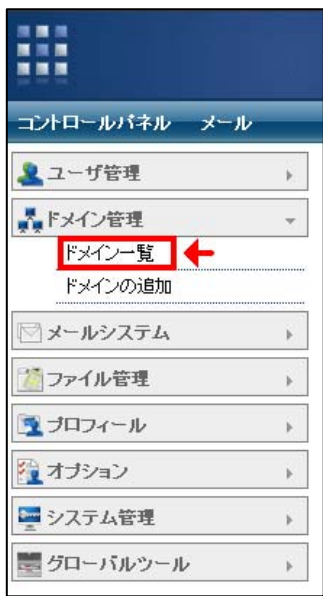 コントロールパネル メール
ユーザ管理
ドメイン管理
ドメイン一覧
ドメインの追加
メールシステム
ファイル管理
プロフィール
オプション
システム管理
グローバルツール